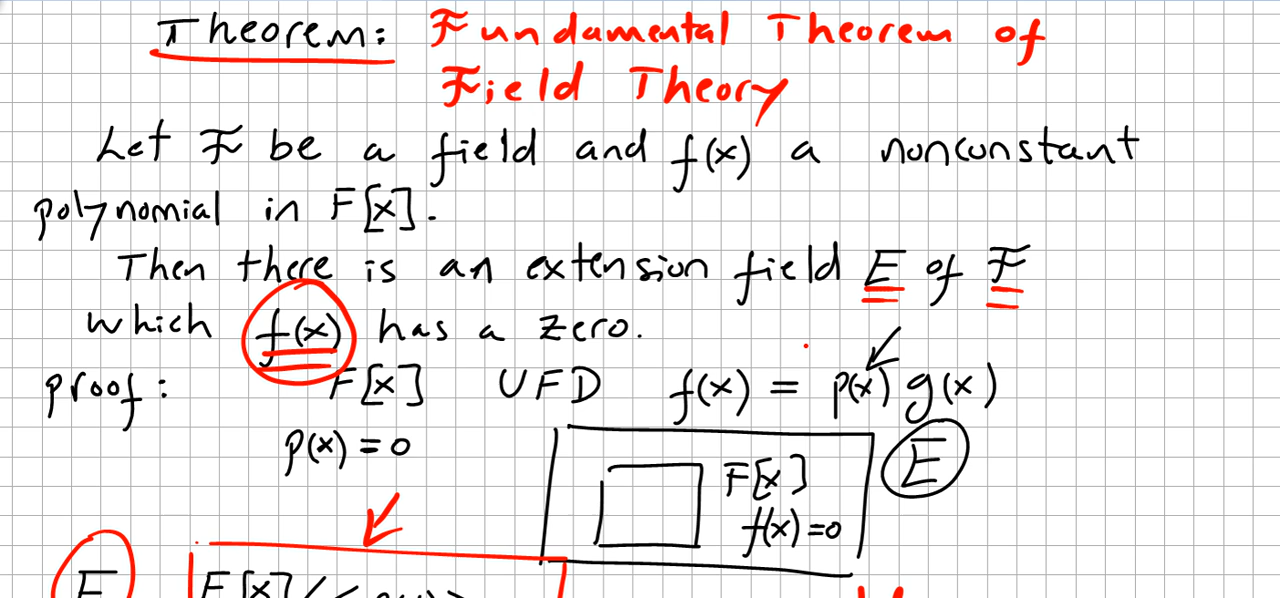 Theorem: Fundamental Theorem of
Field Theory
Let F be a field and f(x) a nonconstant
polynomial in F[x].
Then there is an extension field E of F
which f(x) has a zero.
proof: F[x] UFD f(x) = p(x) g(x)
p(x) = 0
F[x]
f(x) = 0
E
E F[x] / <